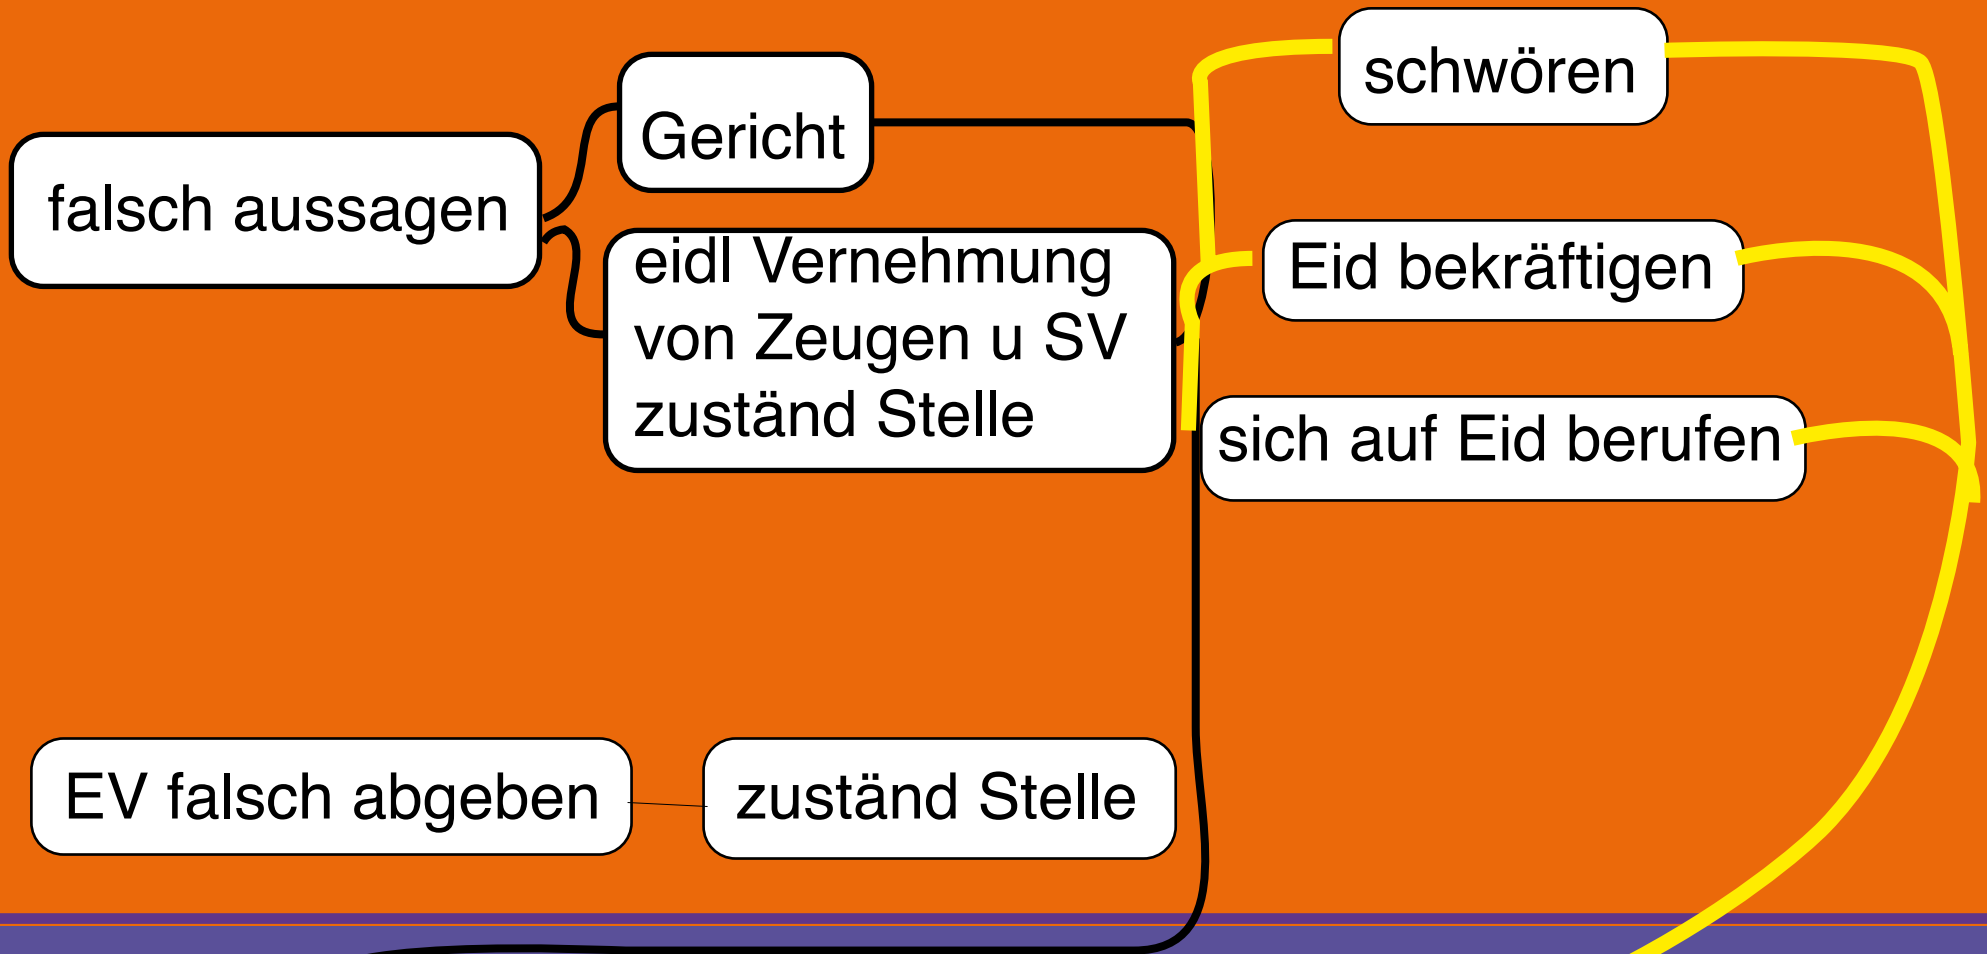 schwören
Gericht
falsch aussagen
eidl Vernehmung
von Zeugen u SV
zuständ Stelle
Eid bekräftigen
sich auf Eid berufen
EV falsch abgeben
zuständ Stelle